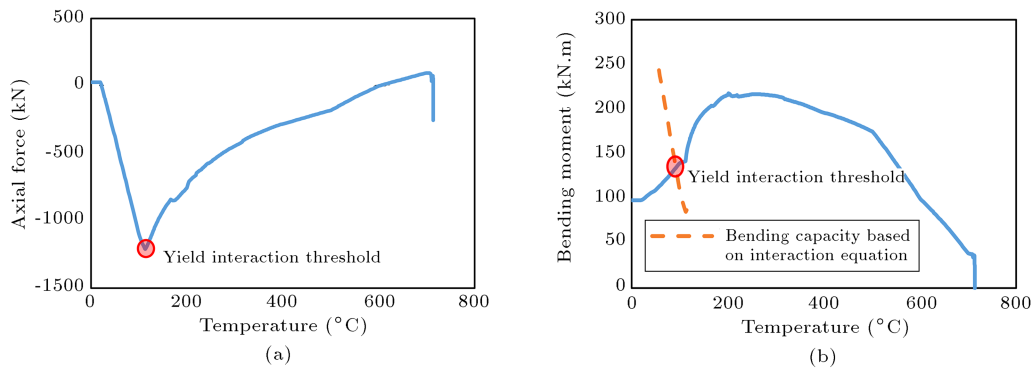 500
0
-500
-1000
-1500
0
200
400
600
800
Axial force (kN)
Temperature (°C)
Yield interaction threshold
(a)
300
250
200
150
100
50
0
0
200
400
600
800
Bending moment (kN.m)
Temperature (°C)
Yield interaction threshold
Bending capacity based
on interaction equation
(b)